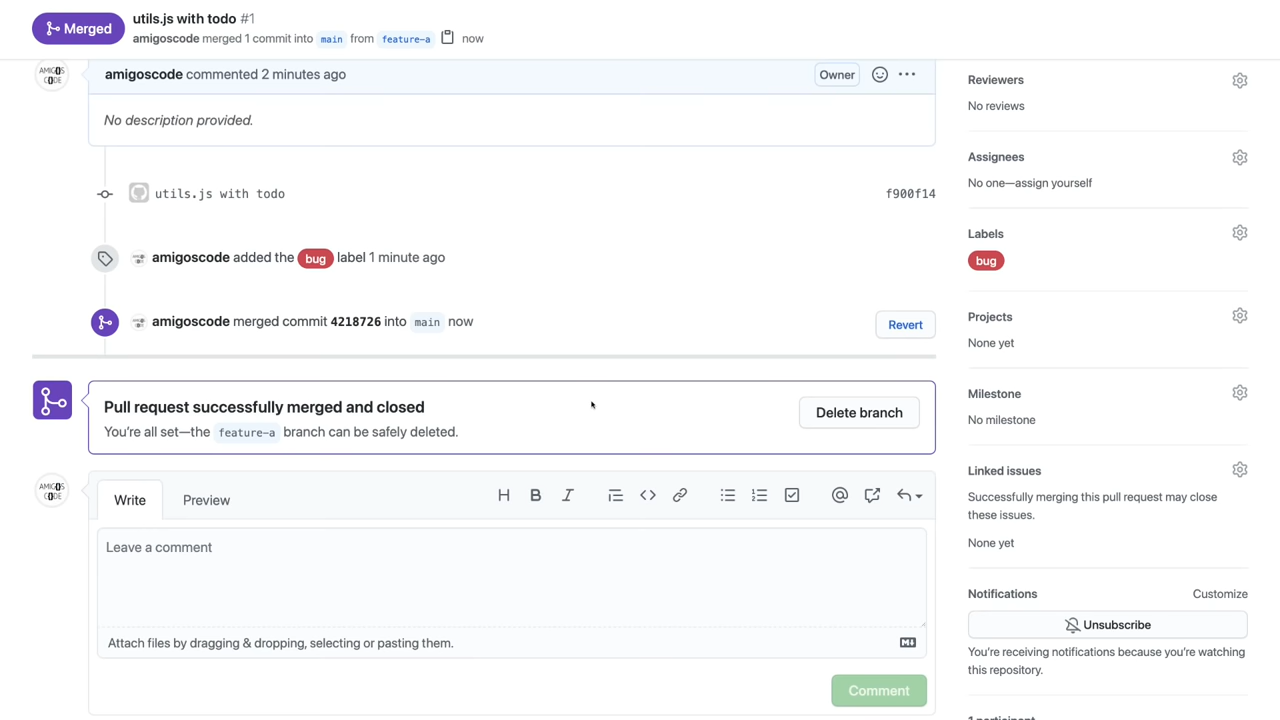 Merged
utils.js with todo #1
amigoscode merged 1 commit into main from feature-a now
AMIGOS CODE
amigoscode commented 2 minutes ago
Owner
No description provided.
utils.js with todo
f900f14
amigoscode added the bug label 1 minute ago
amigoscode merged commit 4218726 into main now
Revert
Pull request successfully merged and closed
You're all set—the feature-a branch can be safely deleted.
Delete branch
AMIGOS CODE
Write
Preview
Leave a comment
Attach files by dragging & dropping, selecting or pasting them.
Comment
Reviewers
No reviews
Assignees
No one—assign yourself
Labels
bug
Projects
None yet
Milestone
No milestone
Linked issues
Successfully merging this pull request may close
these issues.
None yet
Notifications
Customize
Unsubscribe
You're receiving notifications because you're watching
this repository.
1 participant